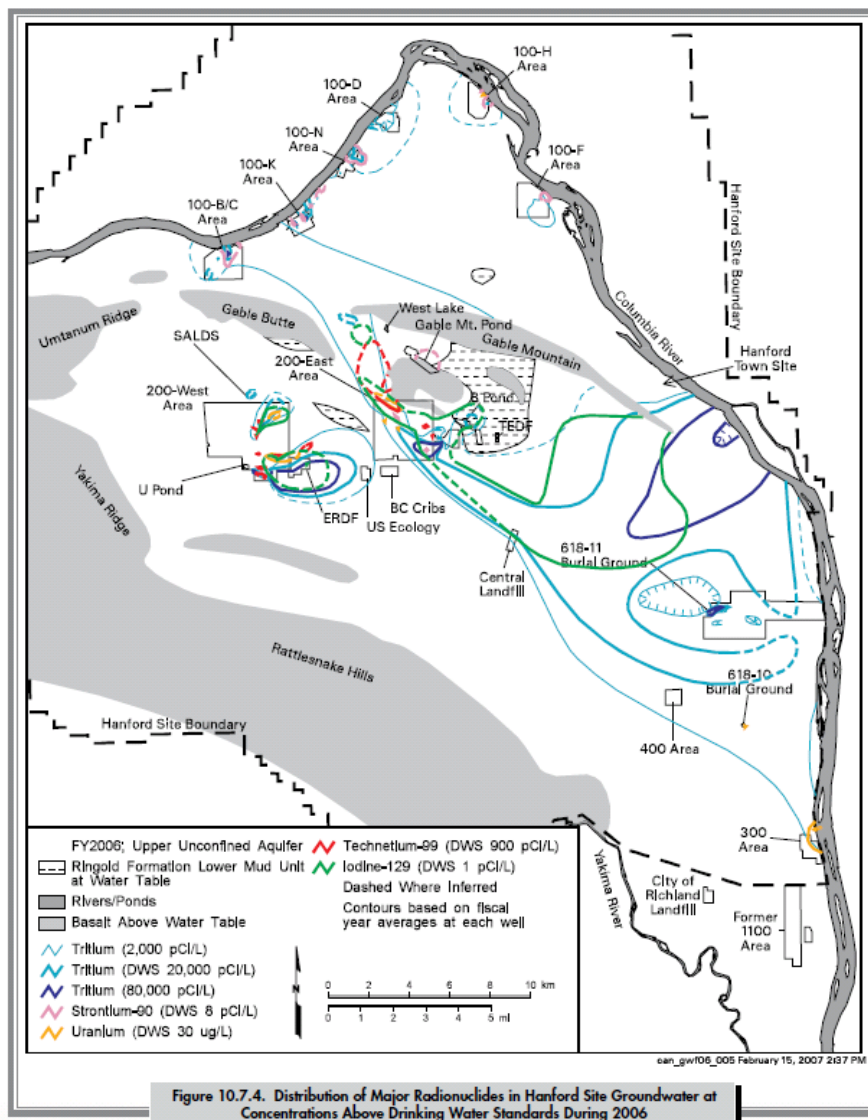 100-H
Area
100-D
Area
100-N
Area
100-K
Area
100-F
Area
100-B/C
Area
Hanford Site Boundary
Columbia River
Umtanum Ridge
Gable Butte
West Lake
Gable Mt. Pond
Gable Mountain
SALDS
200-East
Area
Hanford
Town Site
200-West
Area
B Pond
TEDF
Yakima Ridge
U Pond
ERDF
BC Cribs
US Ecology
618-11
Burial Ground
Central
Landfill
Rattlesnake Hills
618-10
Burial Ground
Hanford Site Boundary
400 Area
300
Area
Yakima River
City of
Richland
Landfill
Former
1100
Area
FY2006; Upper Unconfined Aquifer
Ringold Formation Lower Mud Unit
at Water Table
Rivers/Ponds
Basalt Above Water Table
Tritium (2,000 pCi/L)
Tritium (DWS 20,000 pCi/L)
Tritium (80,000 pCi/L)
Strontium-90 (DWS 8 pCi/L)
Uranium (DWS 30 ug/L)
Technetium-99 (DWS 900 pCi/L)
Iodine-129 (DWS 1 pCi/L)
Dashed Where Inferred
Contours based on fiscal
year averages at each well
N
0 2 4 6 8 10 km
0 1 2 3 4 5 mi
can_gwf06_005 February 15, 2007 2:37 PM
Figure 10.7.4. Distribution of Major Radionuclides in Hanford Site Groundwater at
Concentrations Above Drinking Water Standards During 2006